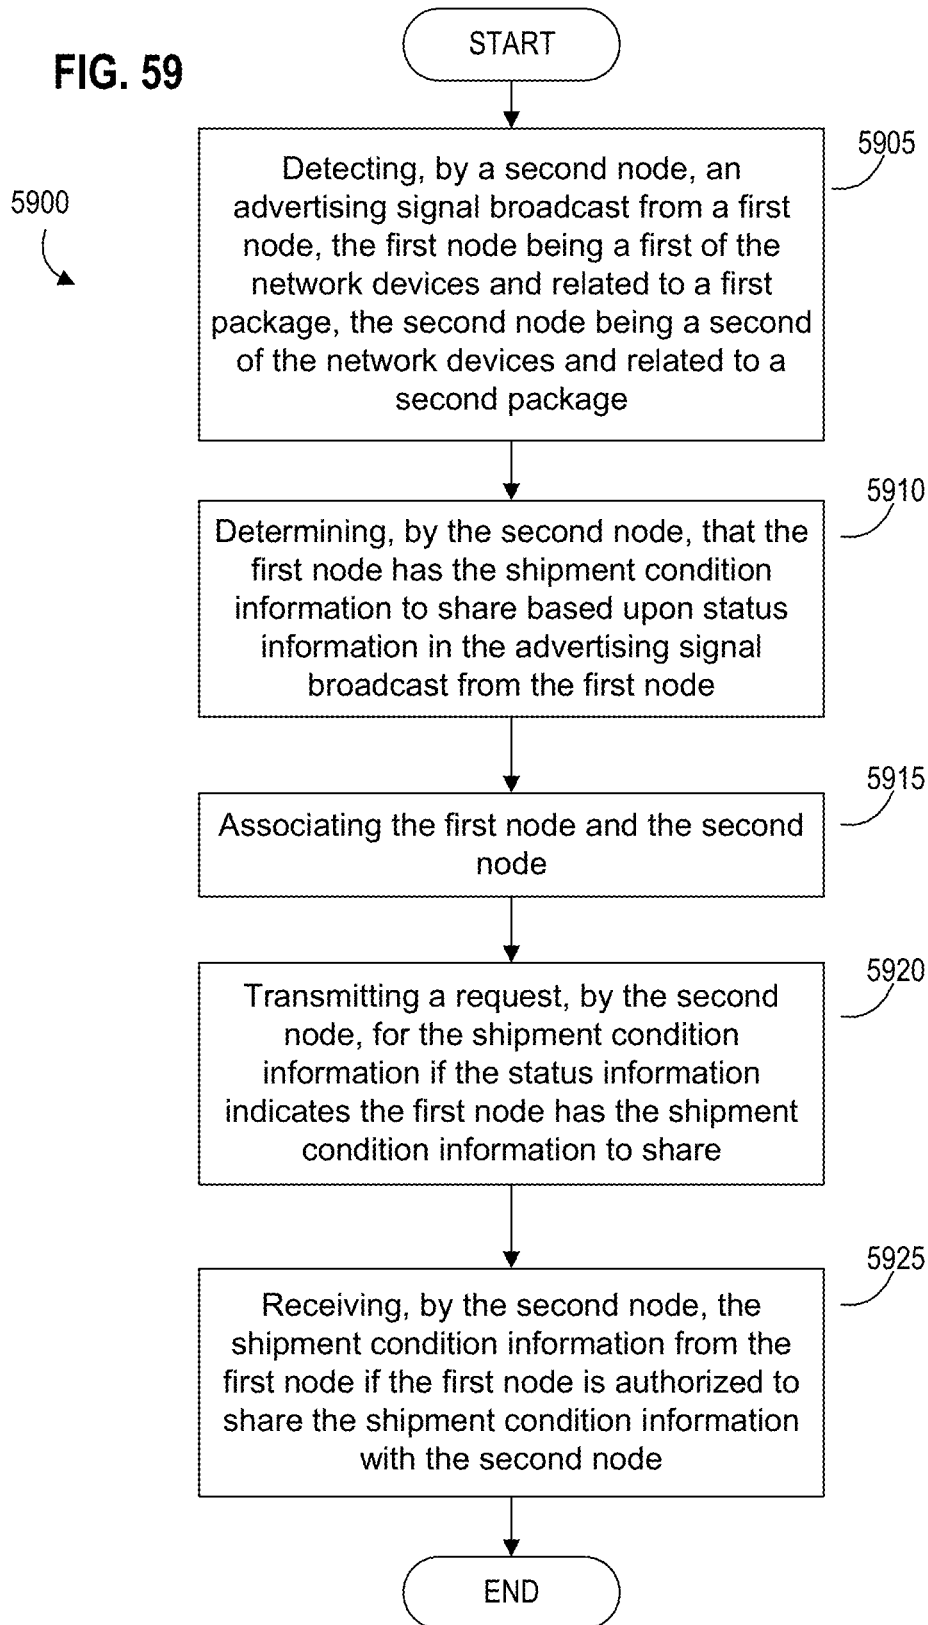 FIG. 59
START
5900
5905
Detecting, by a second node, an
advertising signal broadcast from a first
node, the first node being a first of the
network devices and related to a first
package, the second node being a second
of the network devices and related to a
second package
5910
Determining, by the second node, that the
first node has the shipment condition
information to share based upon status
information in the advertising signal
broadcast from the first node
5915
Associating the first node and the second
node
5920
Transmitting a request, by the second
node, for the shipment condition
information if the status information
indicates the first node has the shipment
condition information to share
5925
Receiving, by the second node, the
shipment condition information from the
first node if the first node is authorized to
share the shipment condition information
with the second node
END